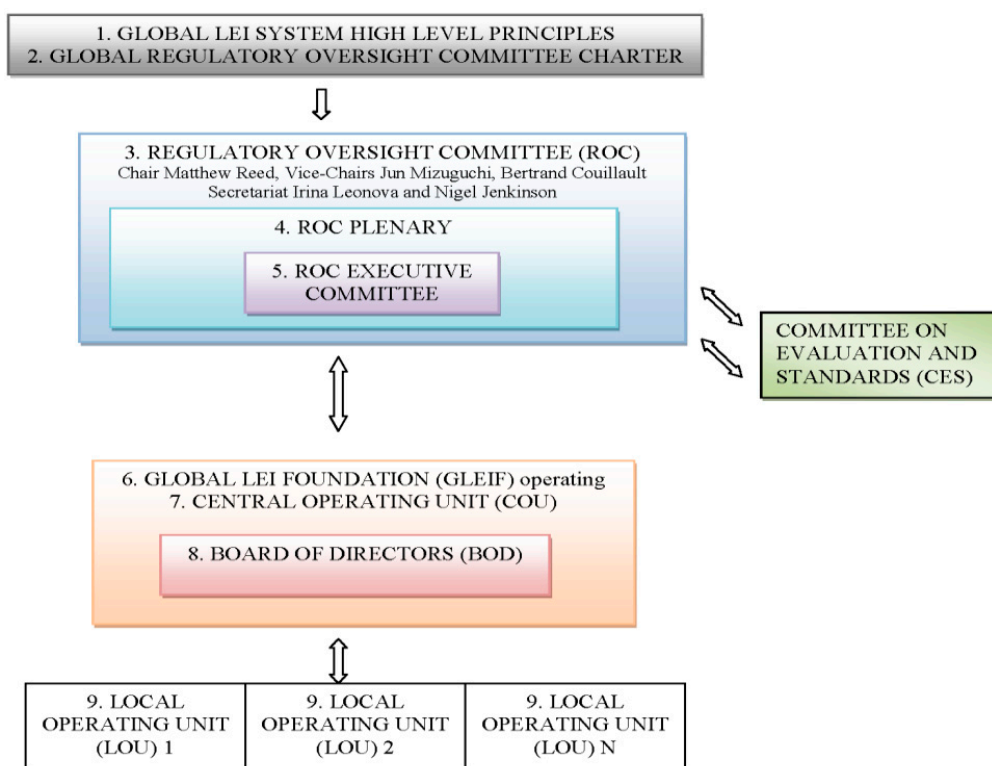 1. GLOBAL LEI SYSTEM HIGH LEVEL PRINCIPLES
2. GLOBAL REGULATORY OVERSIGHT COMMITTEE CHARTER
3. REGULATORY OVERSIGHT COMMITTEE (ROC)
Chair Matthew Reed, Vice-Chairs Jun Mizuguchi, Bertrand Couillault
Secretariat Irina Leonova and Nigel Jenkinson
4. ROC PLENARY
5. ROC EXECUTIVE
COMMITTEE
COMMITTEE ON
EVALUATION AND
STANDARDS (CES)
6. GLOBAL LEI FOUNDATION (GLEIF) operating
7. CENTRAL OPERATING UNIT (COU)
8. BOARD OF DIRECTORS (BOD)
9. LOCAL
OPERATING UNIT
(LOU) 1
9. LOCAL
OPERATING UNIT
(LOU) 2
9. LOCAL
OPERATING UNIT
(LOU) N